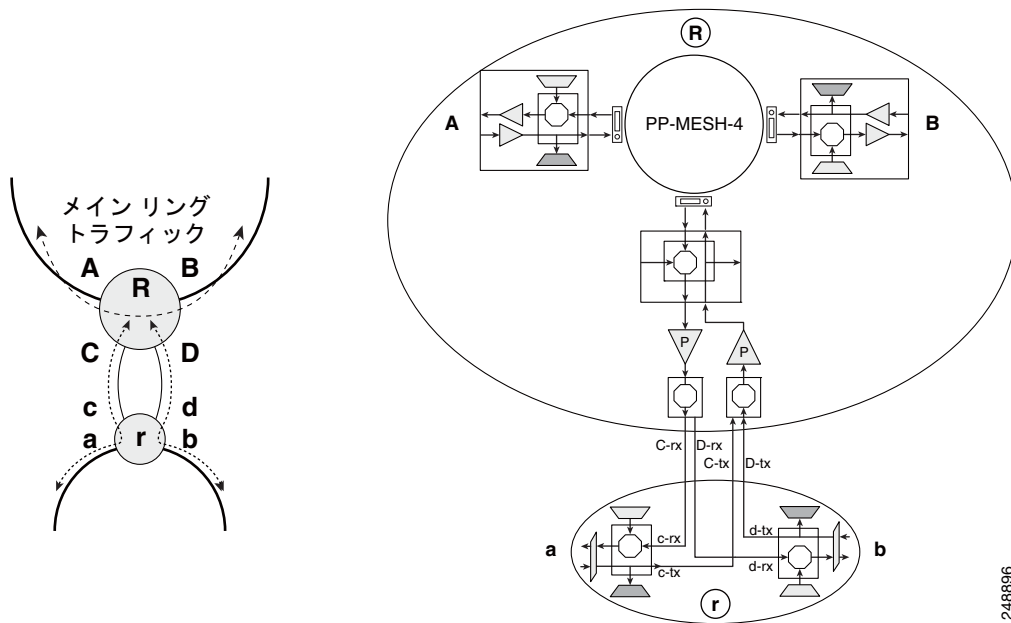 メイン リング
トラフィック
A
B
R
C
D
c
d
a
r
b
R
A
PP-MESH-4
B
P
P
C-rx
D-rx
C-tx
D-tx
a
c-rx
c-tx
d-tx
d-rx
b
r
248896